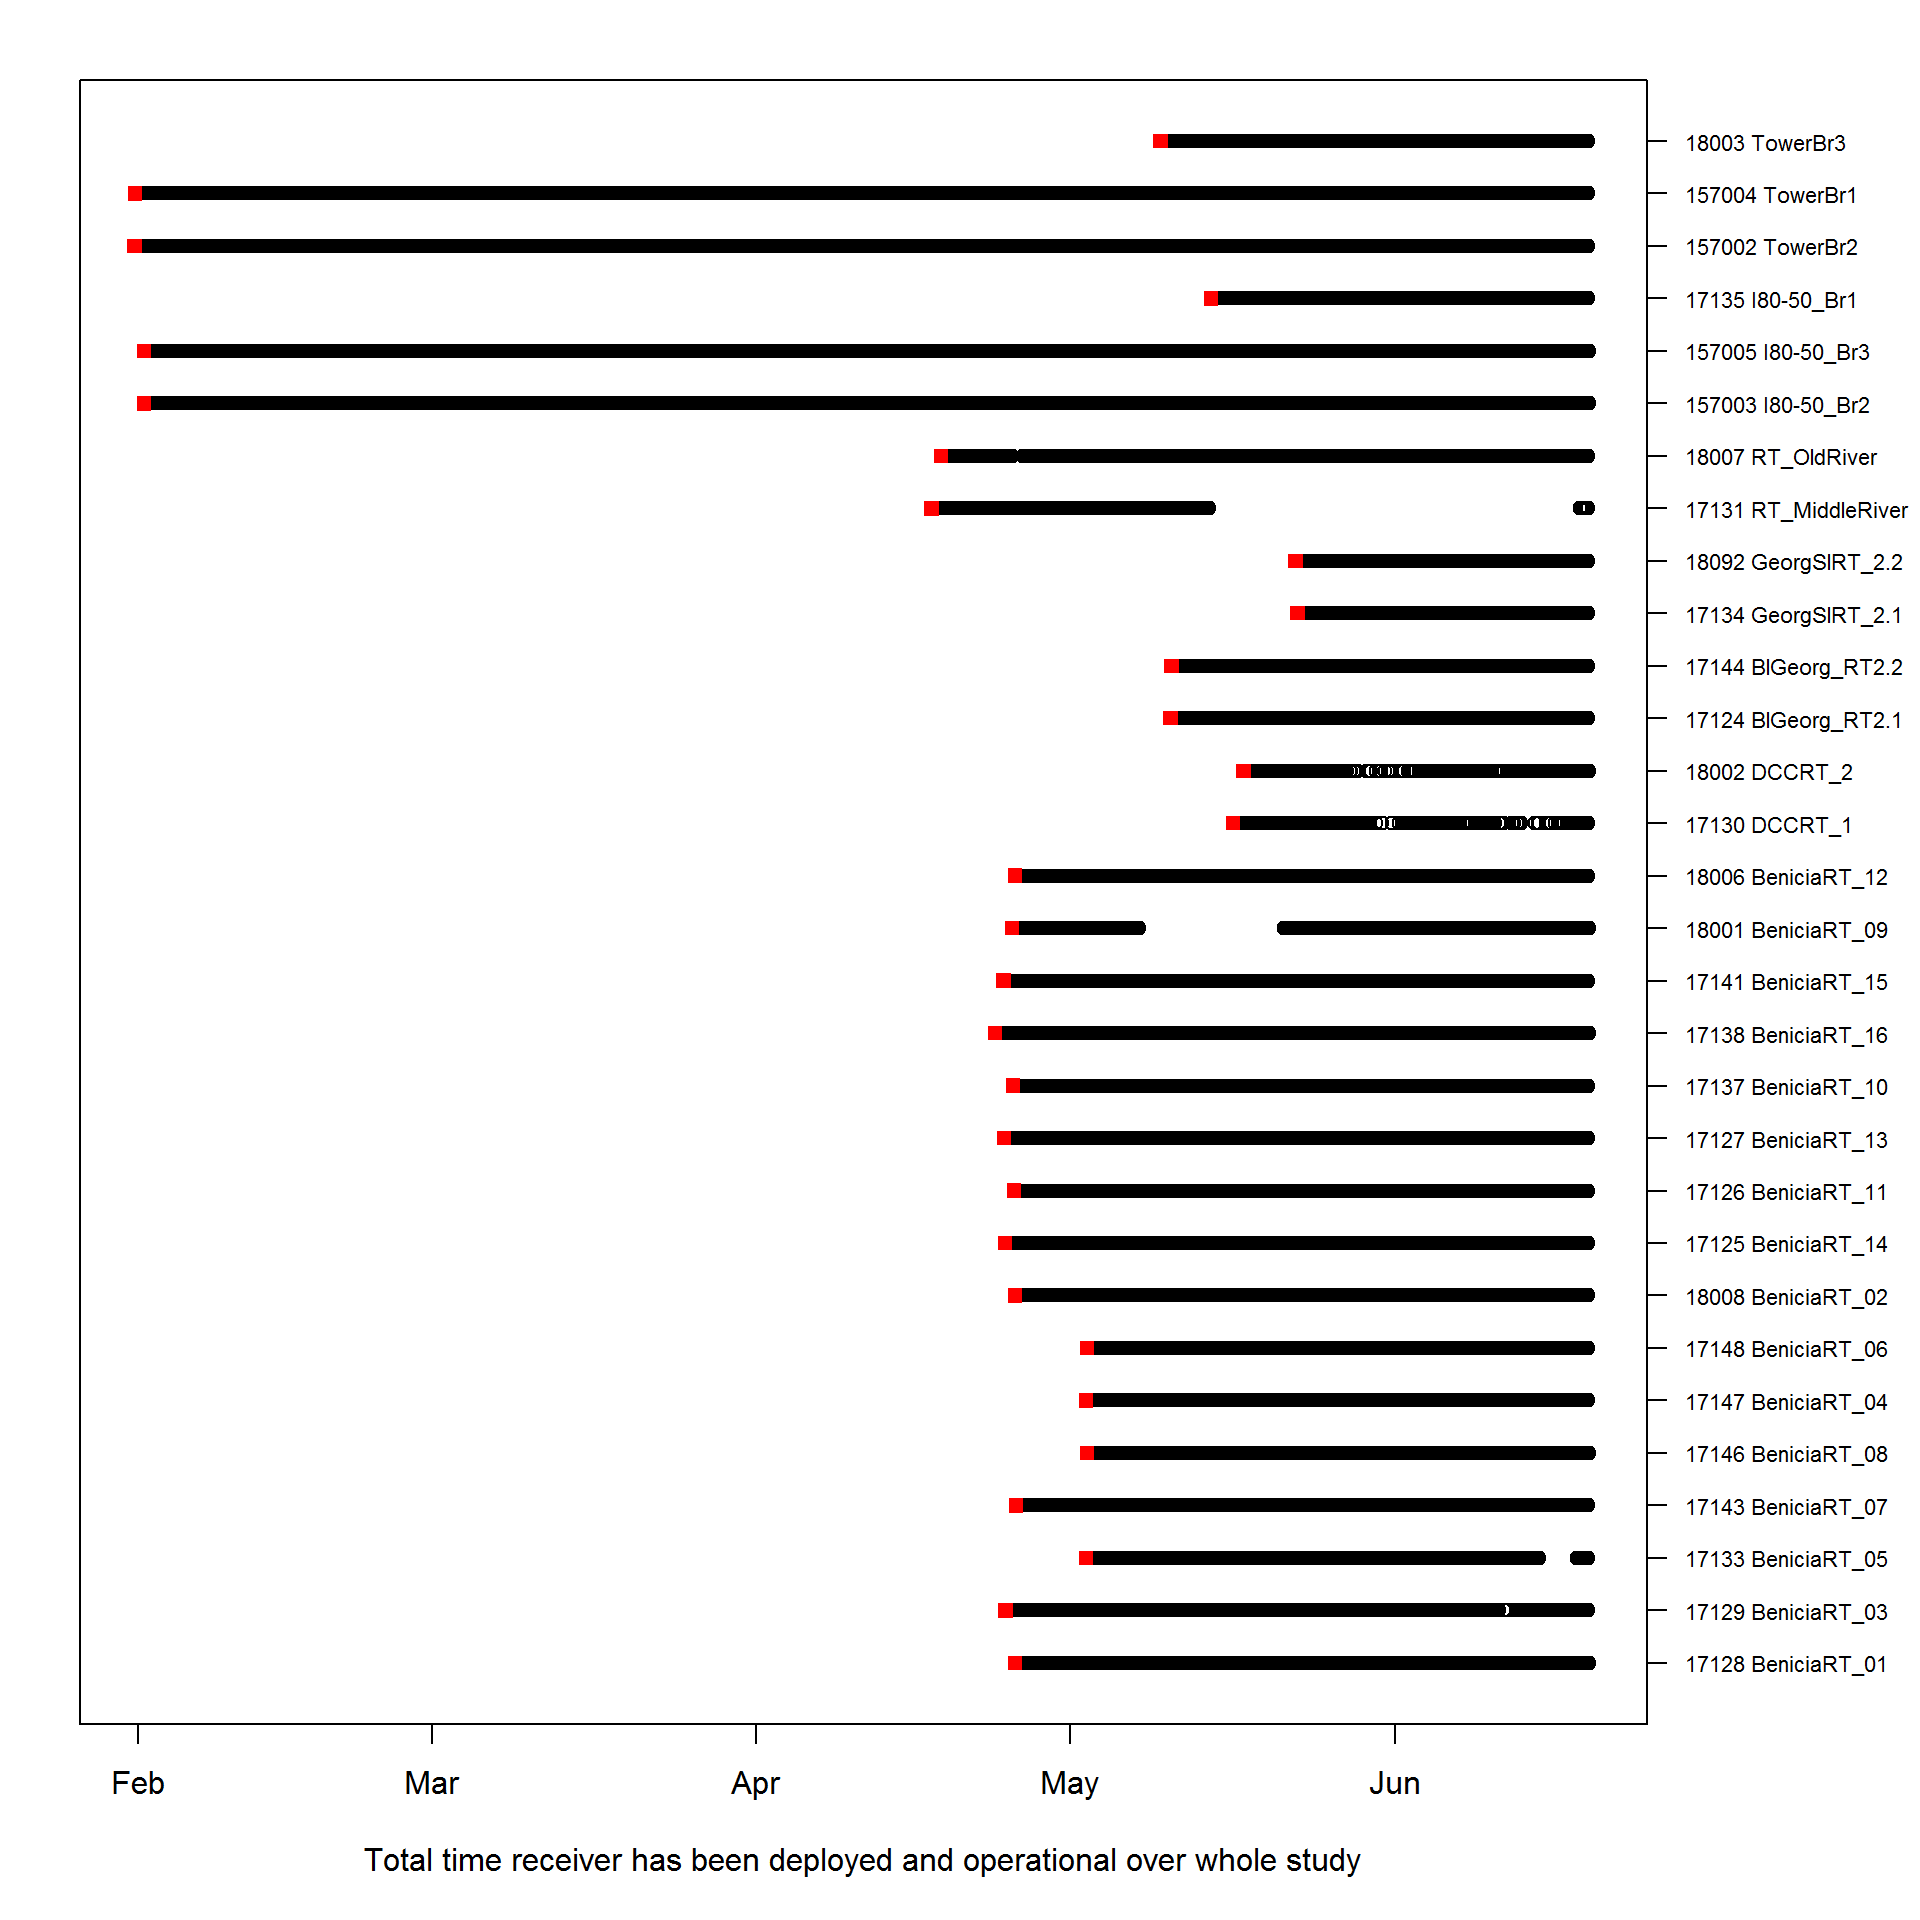 18003 TowerBr3
157004 TowerBr1
157002 TowerBr2
17135 I80-50_Br1
157005 I80-50_Br3
157003 I80-50_Br2
18007 RT_OldRiver
17131 RT_MiddleRiver
18092 GeorgSlRT_2.2
17134 GeorgSlRT_2.1
17144 BlGeorg_RT2.2
17124 BlGeorg_RT2.1
18002 DCCRT_2
17130 DCCRT_1
18006 BeniciaRT_12
18001 BeniciaRT_09
17141 BeniciaRT_15
17138 BeniciaRT_16
17137 BeniciaRT_10
17127 BeniciaRT_13
17126 BeniciaRT_11
17125 BeniciaRT_14
18008 BeniciaRT_02
17148 BeniciaRT_06
17147 BeniciaRT_04
17146 BeniciaRT_08
17143 BeniciaRT_07
17133 BeniciaRT_05
17129 BeniciaRT_03
17128 BeniciaRT_01
Feb Mar Apr May Jun
Total time receiver has been deployed and operational over whole study